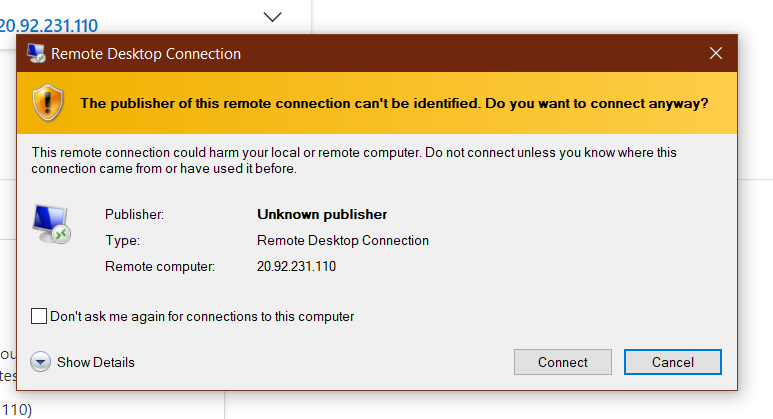 20.92.231.110
Remote Desktop Connection
The publisher of this remote connection can't be identified. Do you want to connect anyway?
This remote connection could harm your local or remote computer. Do not connect unless you know where this
connection came from or have used it before.
Publisher: Unknown publisher
Type: Remote Desktop Connection
Remote computer: 20.92.231.110
Don't ask me again for connections to this computer
Show Details
Connect
Cancel
.110)